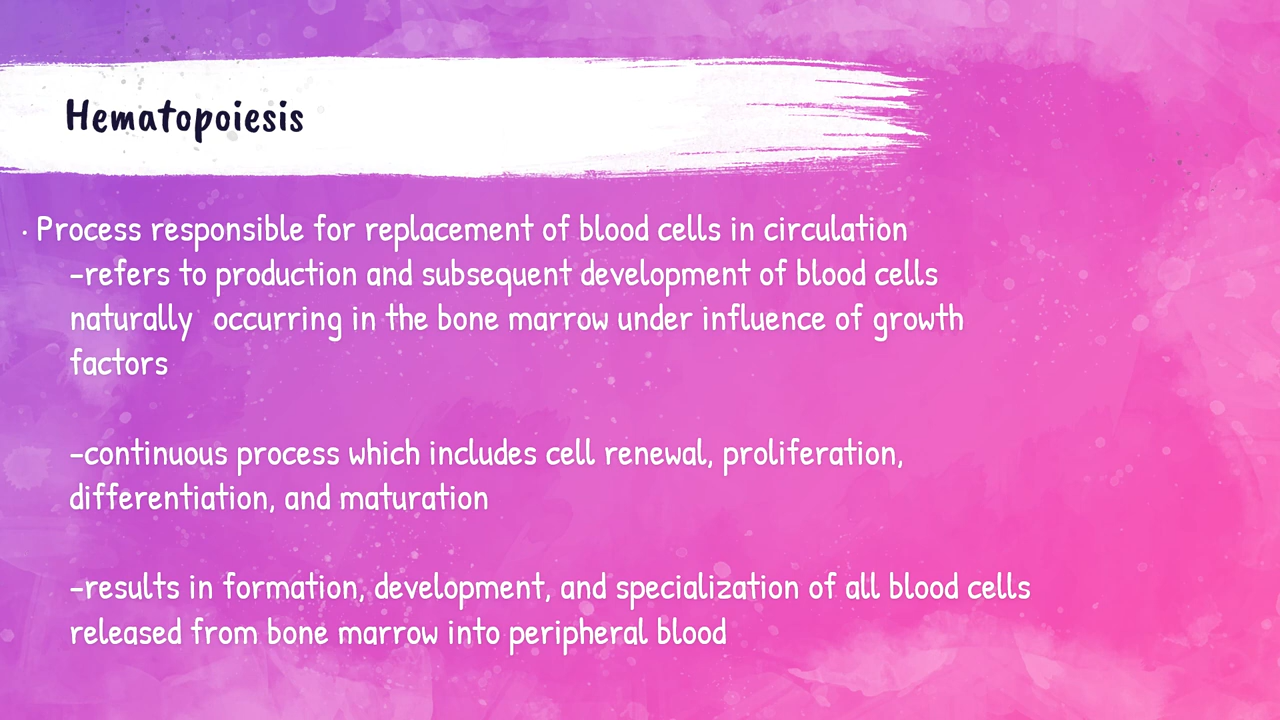 Hematopoiesis
· Process responsible for replacement of blood cells in circulation
-refers to production and subsequent development of blood cells
naturally  occurring in the bone marrow under influence of growth
factors
-continuous process which includes cell renewal, proliferation,
differentiation, and maturation
-results in formation, development, and specialization of all blood cells
released from bone marrow into peripheral blood